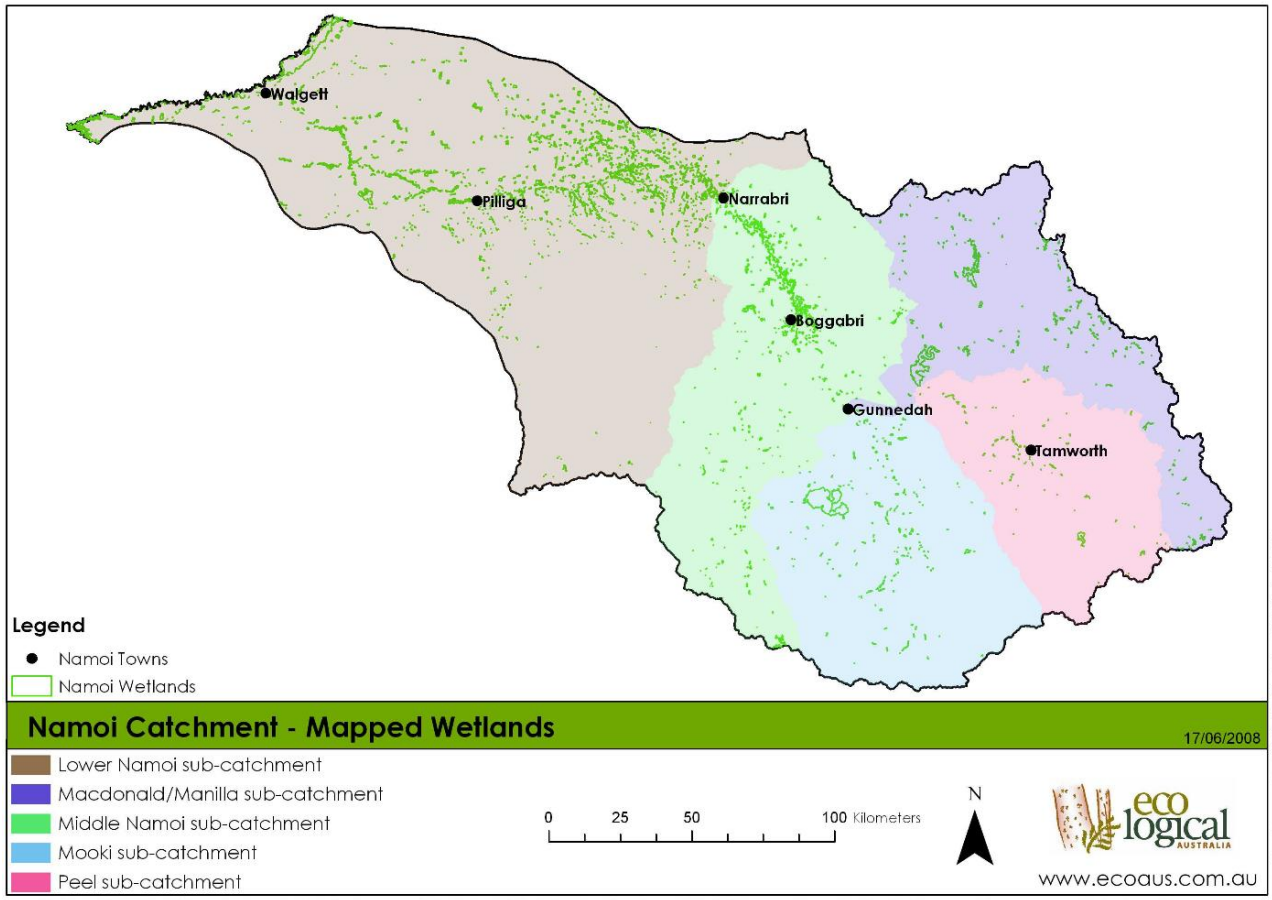 Walgett
Pilliga
Narrabri
Boggabri
Gunnedah
Tamworth
Legend
Namoi Towns
Namoi Wetlands
Namoi Catchment - Mapped Wetlands
17/06/2008
Lower Namoi sub-catchment
Macdonald/Manilla sub-catchment
Middle Namoi sub-catchment
Mooki sub-catchment
Peel sub-catchment
0 25 50 100 Kilometers
N
eco
logical
AUSTRALIA
www.ecoaus.com.au